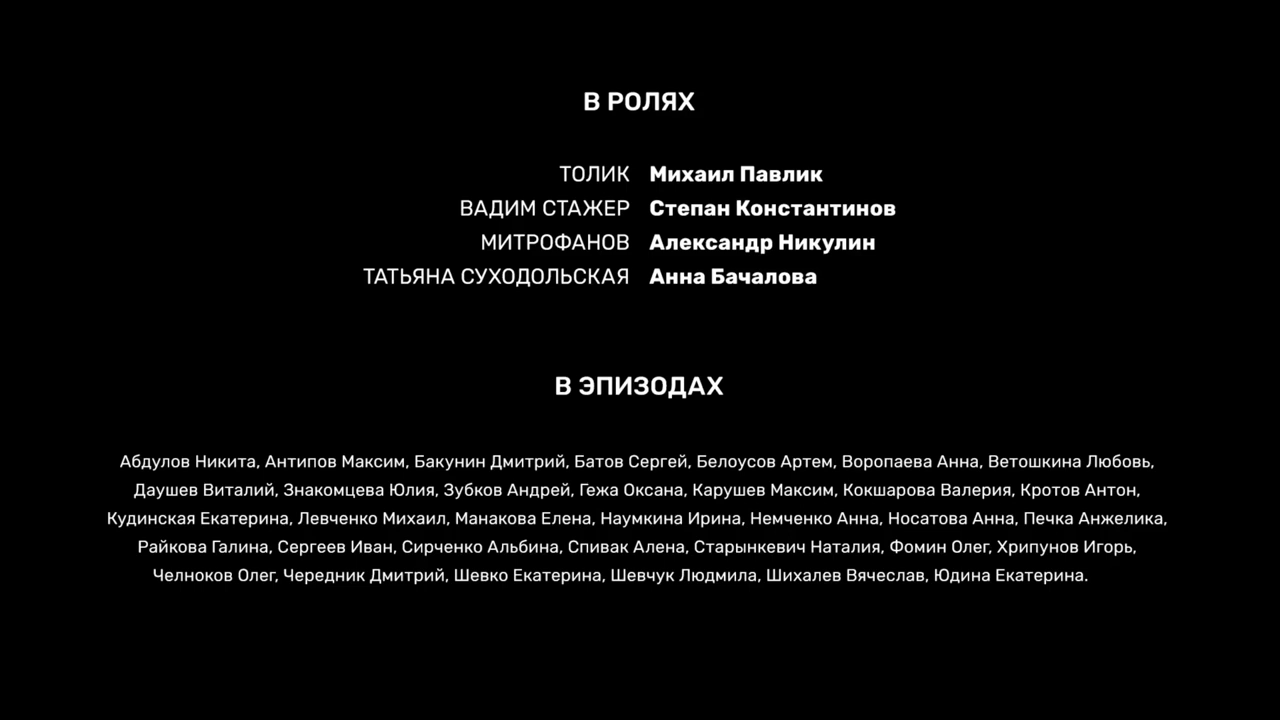 В РОЛЯХ
ТОЛИК Михаил Павлик
ВАДИМ СТАЖЕР Степан Константинов
МИТРОФАНОВ Александр Никулин
ТАТЬЯНА СУХОДОЛЬСКАЯ Анна Бачалова
В ЭПИЗОДАХ
Абдулов Никита, Антипов Максим, Бакунин Дмитрий, Батов Сергей, Белоусов Артем, Воропаева Анна, Ветошкина Любовь,
Даушев Виталий, Знакомцева Юлия, Зубков Андрей, Гежа Оксана, Карушев Максим, Кокшарова Валерия, Кротов Антон,
Кудинская Екатерина, Левченко Михаил, Манакова Елена, Наумкина Ирина, Немченко Анна, Носатова Анна, Печка Анжелика,
Райкова Галина, Сергеев Иван, Сирченко Альбина, Спивак Алена, Старынкевич Наталия, Фомин Олег, Хрипунов Игорь,
Челноков Олег, Чередник Дмитрий, Шевко Екатерина, Шевчук Людмила, Шихалев Вячеслав, Юдина Екатерина.